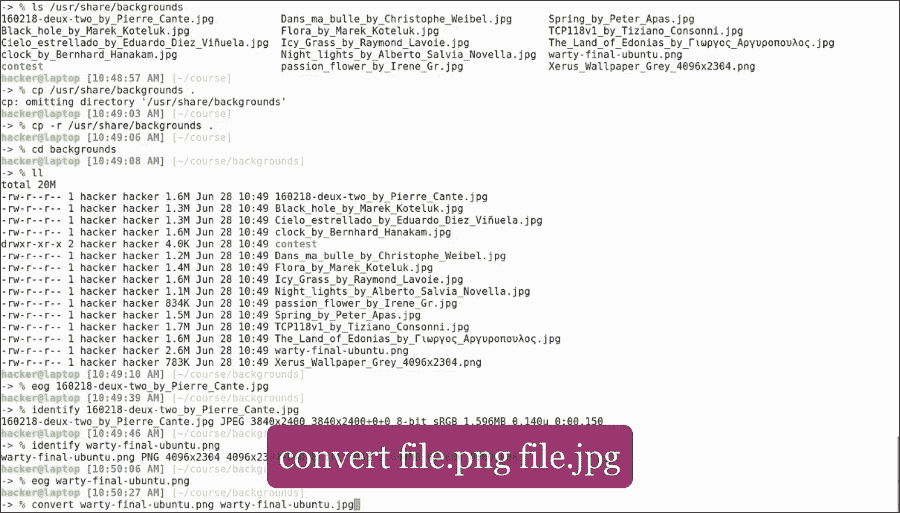 -> % ls /usr/share/backgrounds
160218-deux-two_by_Pierre_Cante.jpg Dans_ma_bulle_by_Christophe_Weibel.jpg Spring_by_Peter_Apas.jpg
Black_hole_by_Marek_Koteluk.jpg Flora_by_Marek_Koteluk.jpg TCP118v1_by_Tiziano_Consonni.jpg
Cielo_estrellado_by_Eduardo_Diez_Viñuela.jpg Icy_Grass_by_Raymond_Lavoie.jpg The_Land_of_Edonias_by_Γιωργος_Αργυροπουλος.jpg
clock_by_Bernhard_Hanakam.jpg Night_lights_by_Alberto_Salvia_Novella.jpg warty-final-ubuntu.png
contest passion_flower_by_Irene_Gr.jpg Xerus_Wallpaper_Grey_4096x2304.png
hacker@laptop [10:48:57 AM] [~/course]
-> % cp /usr/share/backgrounds .
cp: omitting directory '/usr/share/backgrounds'
hacker@laptop [10:49:03 AM] [~/course]
-> % cp -r /usr/share/backgrounds .
hacker@laptop [10:49:06 AM] [~/course]
-> % cd backgrounds
hacker@laptop [10:49:08 AM] [~/course/backgrounds]
-> % ll
total 20M
-rw-r--r-- 1 hacker hacker 1.6M Jun 28 10:49 160218-deux-two_by_Pierre_Cante.jpg
-rw-r--r-- 1 hacker hacker 1.3M Jun 28 10:49 Black_hole_by_Marek_Koteluk.jpg
-rw-r--r-- 1 hacker hacker 1.3M Jun 28 10:49 Cielo_estrellado_by_Eduardo_Diez_Viñuela.jpg
-rw-r--r-- 1 hacker hacker 1.6M Jun 28 10:49 clock_by_Bernhard_Hanakam.jpg
drwxr-xr-x 2 hacker hacker 4.0K Jun 28 10:49 contest
-rw-r--r-- 1 hacker hacker 1.2M Jun 28 10:49 Dans_ma_bulle_by_Christophe_Weibel.jpg
-rw-r--r-- 1 hacker hacker 1.4M Jun 28 10:49 Flora_by_Marek_Koteluk.jpg
-rw-r--r-- 1 hacker hacker 1.6M Jun 28 10:49 Icy_Grass_by_Raymond_Lavoie.jpg
-rw-r--r-- 1 hacker hacker 1.1M Jun 28 10:49 Night_lights_by_Alberto_Salvia_Novella.jpg
-rw-r--r-- 1 hacker hacker 834K Jun 28 10:49 passion_flower_by_Irene_Gr.jpg
-rw-r--r-- 1 hacker hacker 1.5M Jun 28 10:49 Spring_by_Peter_Apas.jpg
-rw-r--r-- 1 hacker hacker 1.7M Jun 28 10:49 TCP118v1_by_Tiziano_Consonni.jpg
-rw-r--r-- 1 hacker hacker 1.6M Jun 28 10:49 The_Land_of_Edonias_by_Γιωργος_Αργυροπουλος.jpg
-rw-r--r-- 1 hacker hacker 2.6M Jun 28 10:49 warty-final-ubuntu.png
-rw-r--r-- 1 hacker hacker 783K Jun 28 10:49 Xerus_Wallpaper_Grey_4096x2304.png
hacker@laptop [10:49:10 AM] [~/course/backgrounds]
-> % eog 160218-deux-two_by_Pierre_Cante.jpg
hacker@laptop [10:49:39 AM] [~/course/backgrounds]
-> % identify 160218-deux-two_by_Pierre_Cante.jpg
160218-deux-two_by_Pierre_Cante.jpg JPEG 3840x2400 3840x2400+0+0 8-bit sRGB 1.596MB 0.140u 0:00.150
hacker@laptop [10:49:46 AM]
-> % identify warty-final-ubuntu.png
warty-final-ubuntu.png PNG 4096x2304
hacker@laptop [10:50:06 AM]
-> % eog warty-final-ubuntu.png
hacker@laptop [10:50:27 AM] [~/course/backgrounds]
-> % convert warty-final-ubuntu.png warty-final-ubuntu.jpg
convert file.png file.jpg